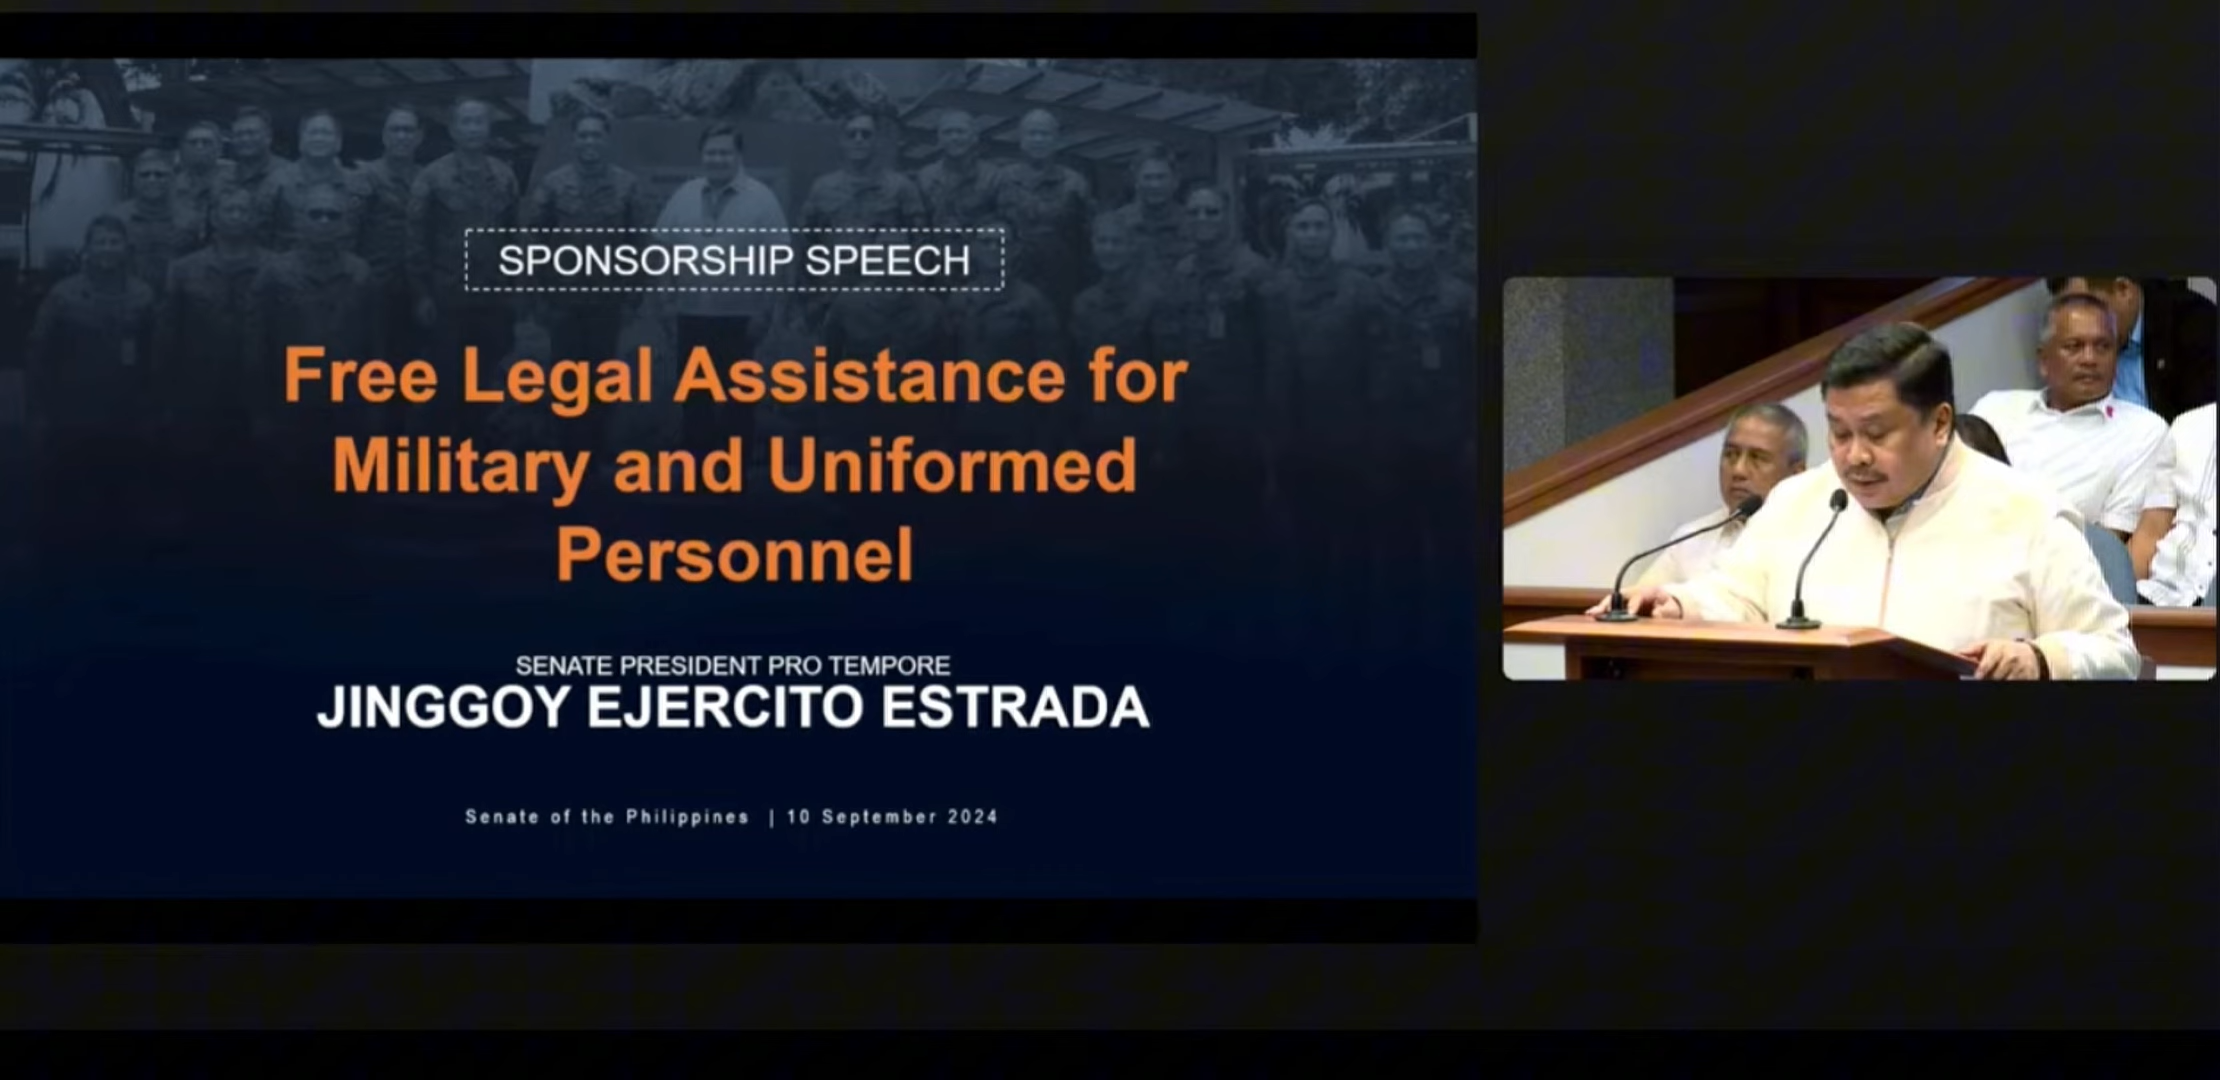 SPONSORSHIP SPEECH
Free Legal Assistance for
Military and Uniformed
Personnel
SENATE PRESIDENT PRO TEMPORE
JINGGOY EJERCITO ESTRADA
Senate of the Philippines | 10 September 2024